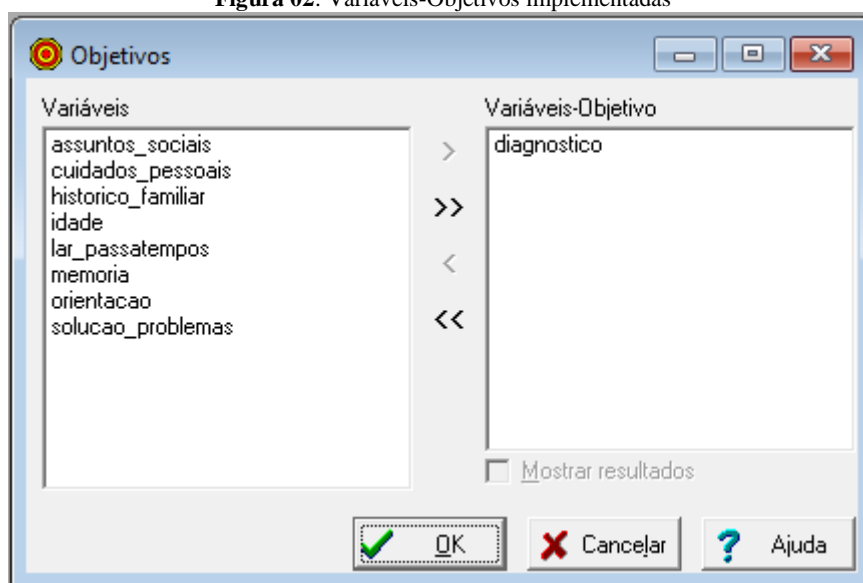 Figura 02: Variáveis-Objetivos Implementadas
Objetivos
Variáveis
assuntos_sociais
cuidados_pessoais
historico_familiar
idade
lar_passatempos
memoria
orientacao
solucao_problemas
>
>>
<
<<
Variáveis-Objetivo
diagnostico
Mostrar resultados
OK
Cancelar
Ajuda